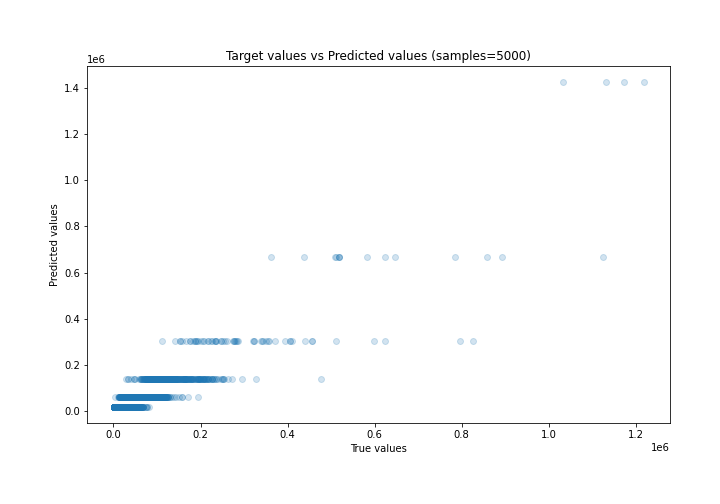 Target values vs Predicted values (samples=5000)
1e6
1.4
1.2
1.0
0.8
0.6
0.4
0.2
0.0
Predicted values
0.0 0.2 0.4 0.6 0.8 1.0 1.2
True values
1e6